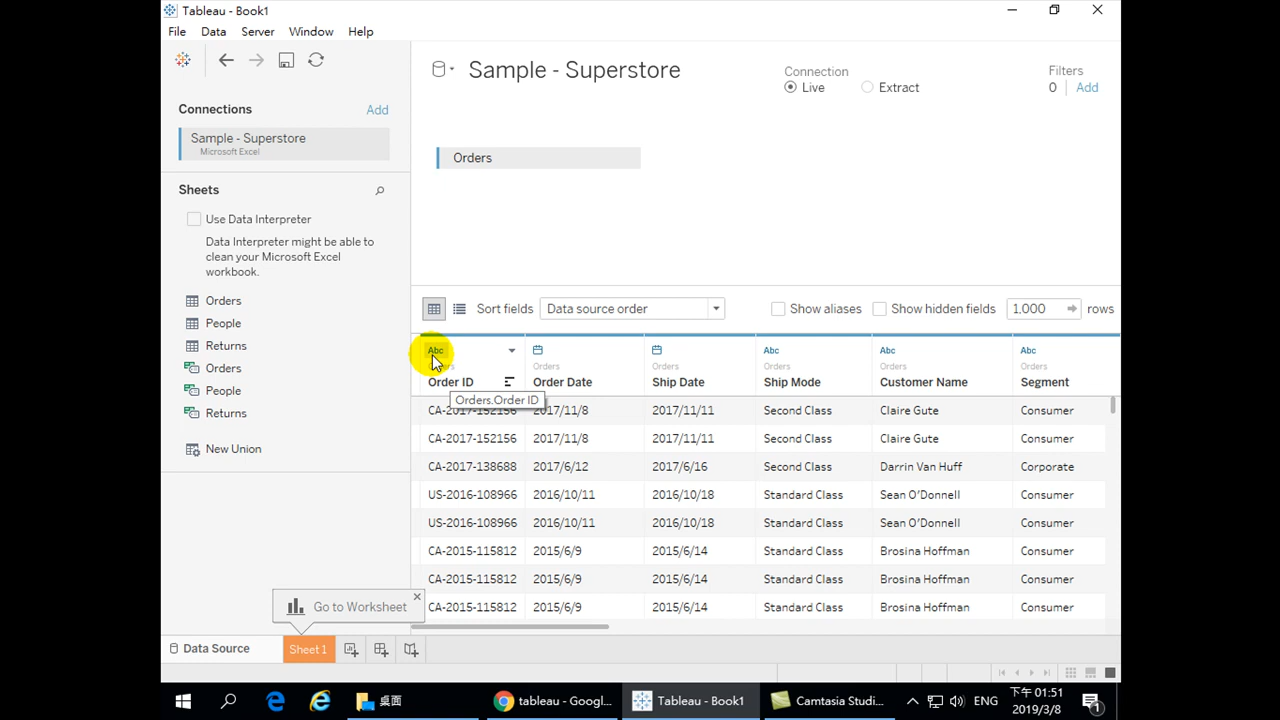 Tableau - Book1
File Data Server Window Help
Connections Add
Sample - Superstore
Microsoft Excel
Sheets
Use Data Interpreter
Data Interpreter might be able to
clean your Microsoft Excel
workbook.
Orders
People
Returns
Orders
People
Returns
New Union
Sample - Superstore
Connection
Live Extract
Filters
0 Add
Orders
Sort fields Data source order Show aliases Show hidden fields 1,000 rows
Abc Abc Abc Abc
Orders Orders Orders Orders Orders
Order ID Order Date Ship Date Ship Mode Customer Name Segment
Orders.Order ID
CA-2017-152156 2017/11/8 2017/11/11 Second Class Claire Gute Consumer
CA-2017-152156 2017/11/8 2017/11/11 Second Class Claire Gute Consumer
CA-2017-138688 2017/6/12 2017/6/16 Second Class Darrin Van Huff Corporate
US-2016-108966 2016/10/11 2016/10/18 Standard Class Sean O'Donnell Consumer
US-2016-108966 2016/10/11 2016/10/18 Standard Class Sean O'Donnell Consumer
CA-2015-115812 2015/6/9 2015/6/14 Standard Class Brosina Hoffman Consumer
CA-2015-115812 2015/6/9 2015/6/14 Standard Class Brosina Hoffman Consumer
CA-2015-115812 2015/6/9 2015/6/14 Standard Class Brosina Hoffman Consumer
Go to Worksheet
Data Source Sheet 1
桌面 tableau - Googl... Tableau - Book1 Camtasia Studi... ENG 下午 01:51
2019/3/8
1